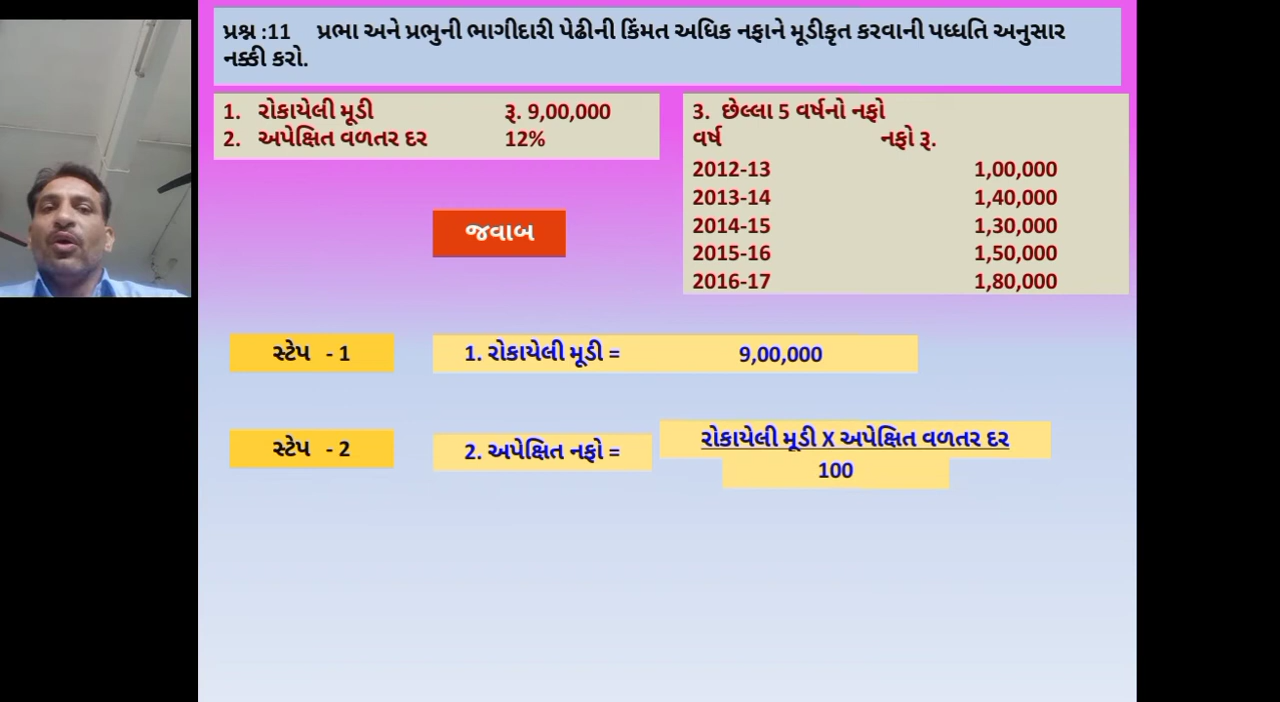 પ્રશ્ન :11 પ્રભા અને પ્રભુની ભાગીદારી પેઢીની કિંમત અધિક નફાને મૂડીકૃત કરવાની પધ્ધતિ અનુસાર
નક્કી કરો.
1. રોકાયેલી મૂડી રૂ. 9,00,000
2. અપેક્ષિત વળતર દર 12%
3. છેલ્લા 5 વર્ષનો નફો
વર્ષ નફો રૂ.
2012-13 1,00,000
2013-14 1,40,000
2014-15 1,30,000
2015-16 1,50,000
2016-17 1,80,000
જવાબ
સ્ટેપ - 1 1. રોકાયેલી મૂડી = 9,00,000
સ્ટેપ - 2 2. અપેક્ષિત નફો = રોકાયેલી મૂડી X અપેક્ષિત વળતર દર
100